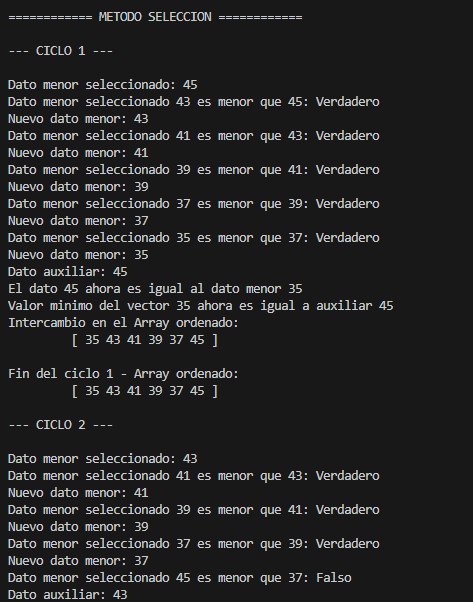 ============ METODO SELECCION ============
--- CICLO 1 ---
Dato menor seleccionado: 45
Dato menor seleccionado 43 es menor que 45: Verdadero
Nuevo dato menor: 43
Dato menor seleccionado 41 es menor que 43: Verdadero
Nuevo dato menor: 41
Dato menor seleccionado 39 es menor que 41: Verdadero
Nuevo dato menor: 39
Dato menor seleccionado 37 es menor que 39: Verdadero
Nuevo dato menor: 37
Dato menor seleccionado 35 es menor que 37: Verdadero
Nuevo dato menor: 35
Dato auxiliar: 45
El dato 45 ahora es igual al dato menor 35
Valor minimo del vector 35 ahora es igual a auxiliar 45
Intercambio en el Array ordenado:
[ 35 43 41 39 37 45 ]
Fin del ciclo 1 - Array ordenado:
[ 35 43 41 39 37 45 ]
--- CICLO 2 ---
Dato menor seleccionado: 43
Dato menor seleccionado 41 es menor que 43: Verdadero
Nuevo dato menor: 41
Dato menor seleccionado 39 es menor que 41: Verdadero
Nuevo dato menor: 39
Dato menor seleccionado 37 es menor que 39: Verdadero
Nuevo dato menor: 37
Dato menor seleccionado 45 es menor que 37: Falso
Dato auxiliar: 43